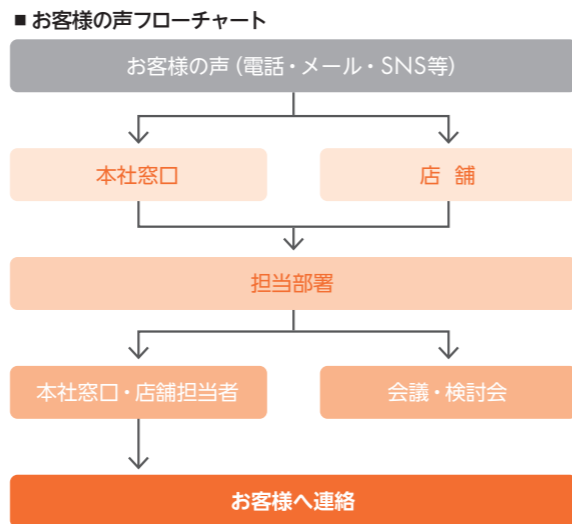 ■ お客様の声フローチャート
お客様の声(電話・メール・SNS等)
本社窓口
店 舗
担当部署
本社窓口・店舗担当者
会議・検討会
お客様へ連絡